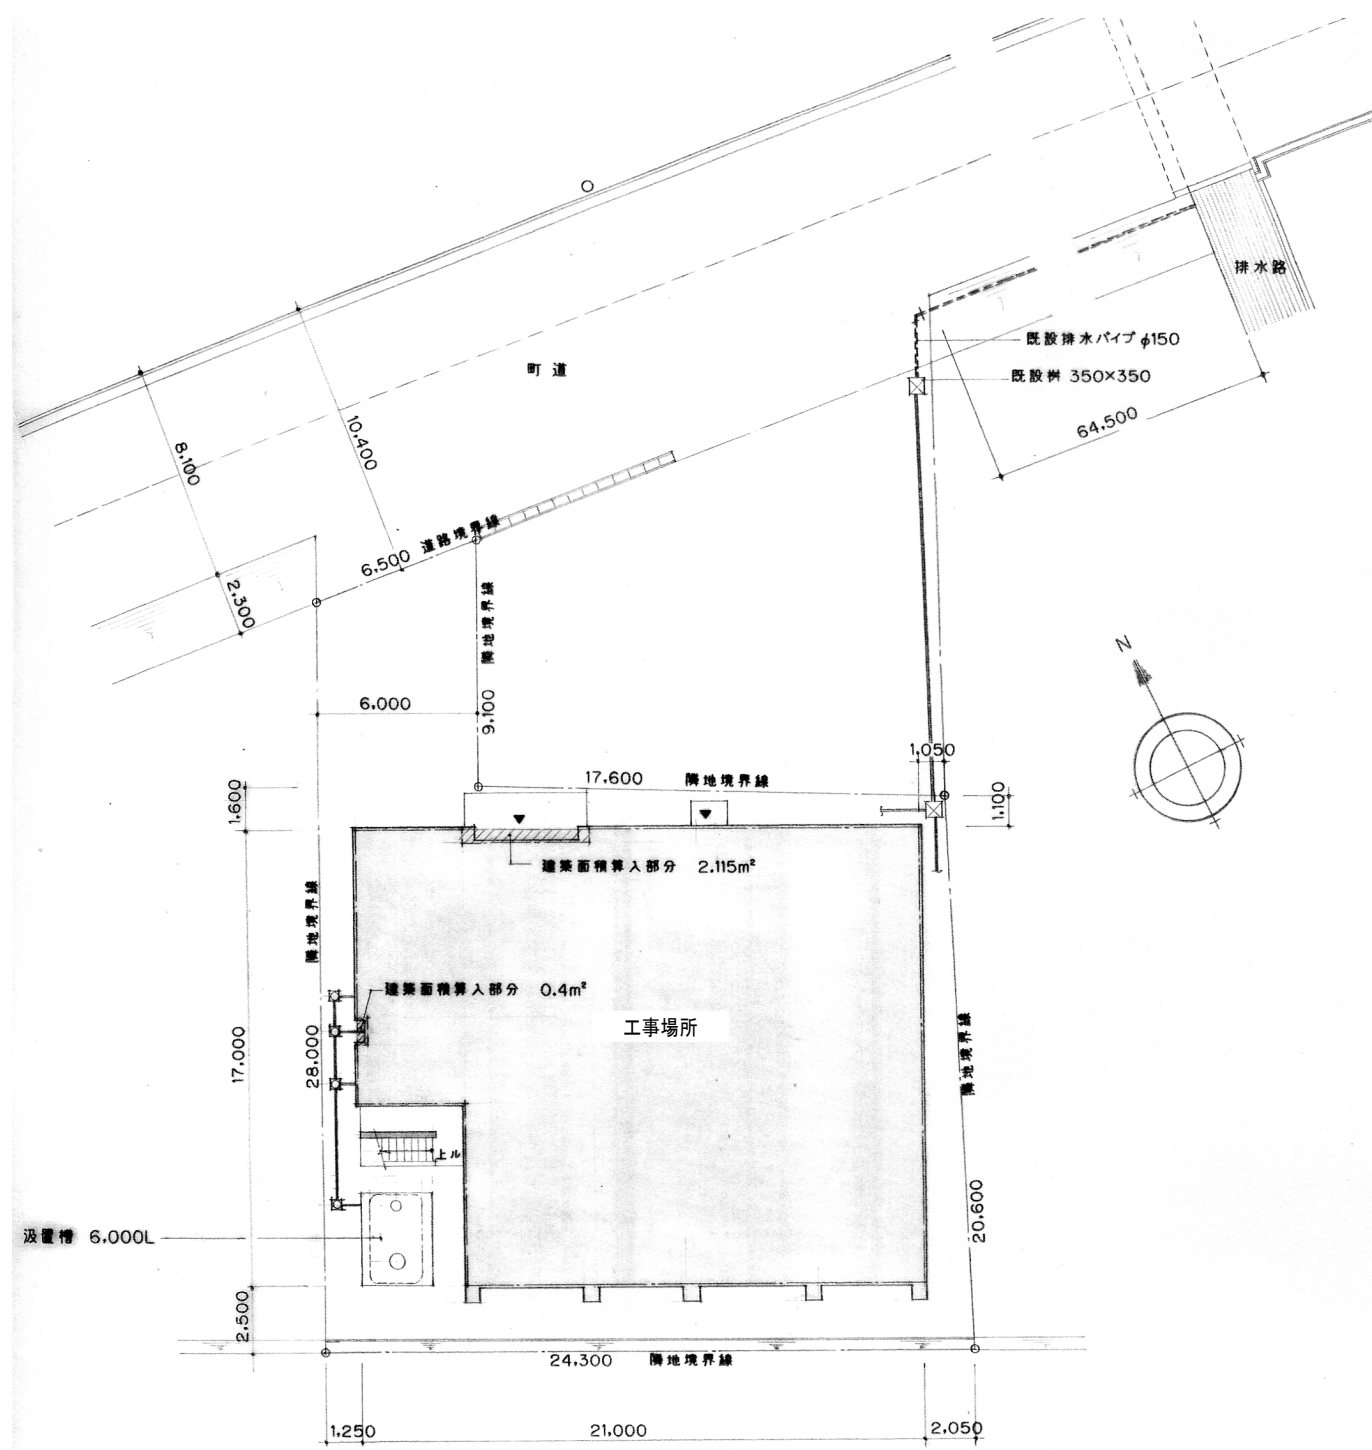 排水路
既設排水パイプ φ150
既設桝 350×350
町道
64,500
8,100
10,400
道路境界線
6,500
2,300
隣地境界線
9,100
6,000
N
1,050
17,600 隣地境界線
1,600
1,100
建築面積算入部分 2.115m²
隣地境界線
28,000
建築面積算入部分 0.4m²
工事場所
17,000
隣地境界線
20,600
上ル
汲置槽 6,000L
2,500
24,300 隣地境界線
1,250
21,000
2,050